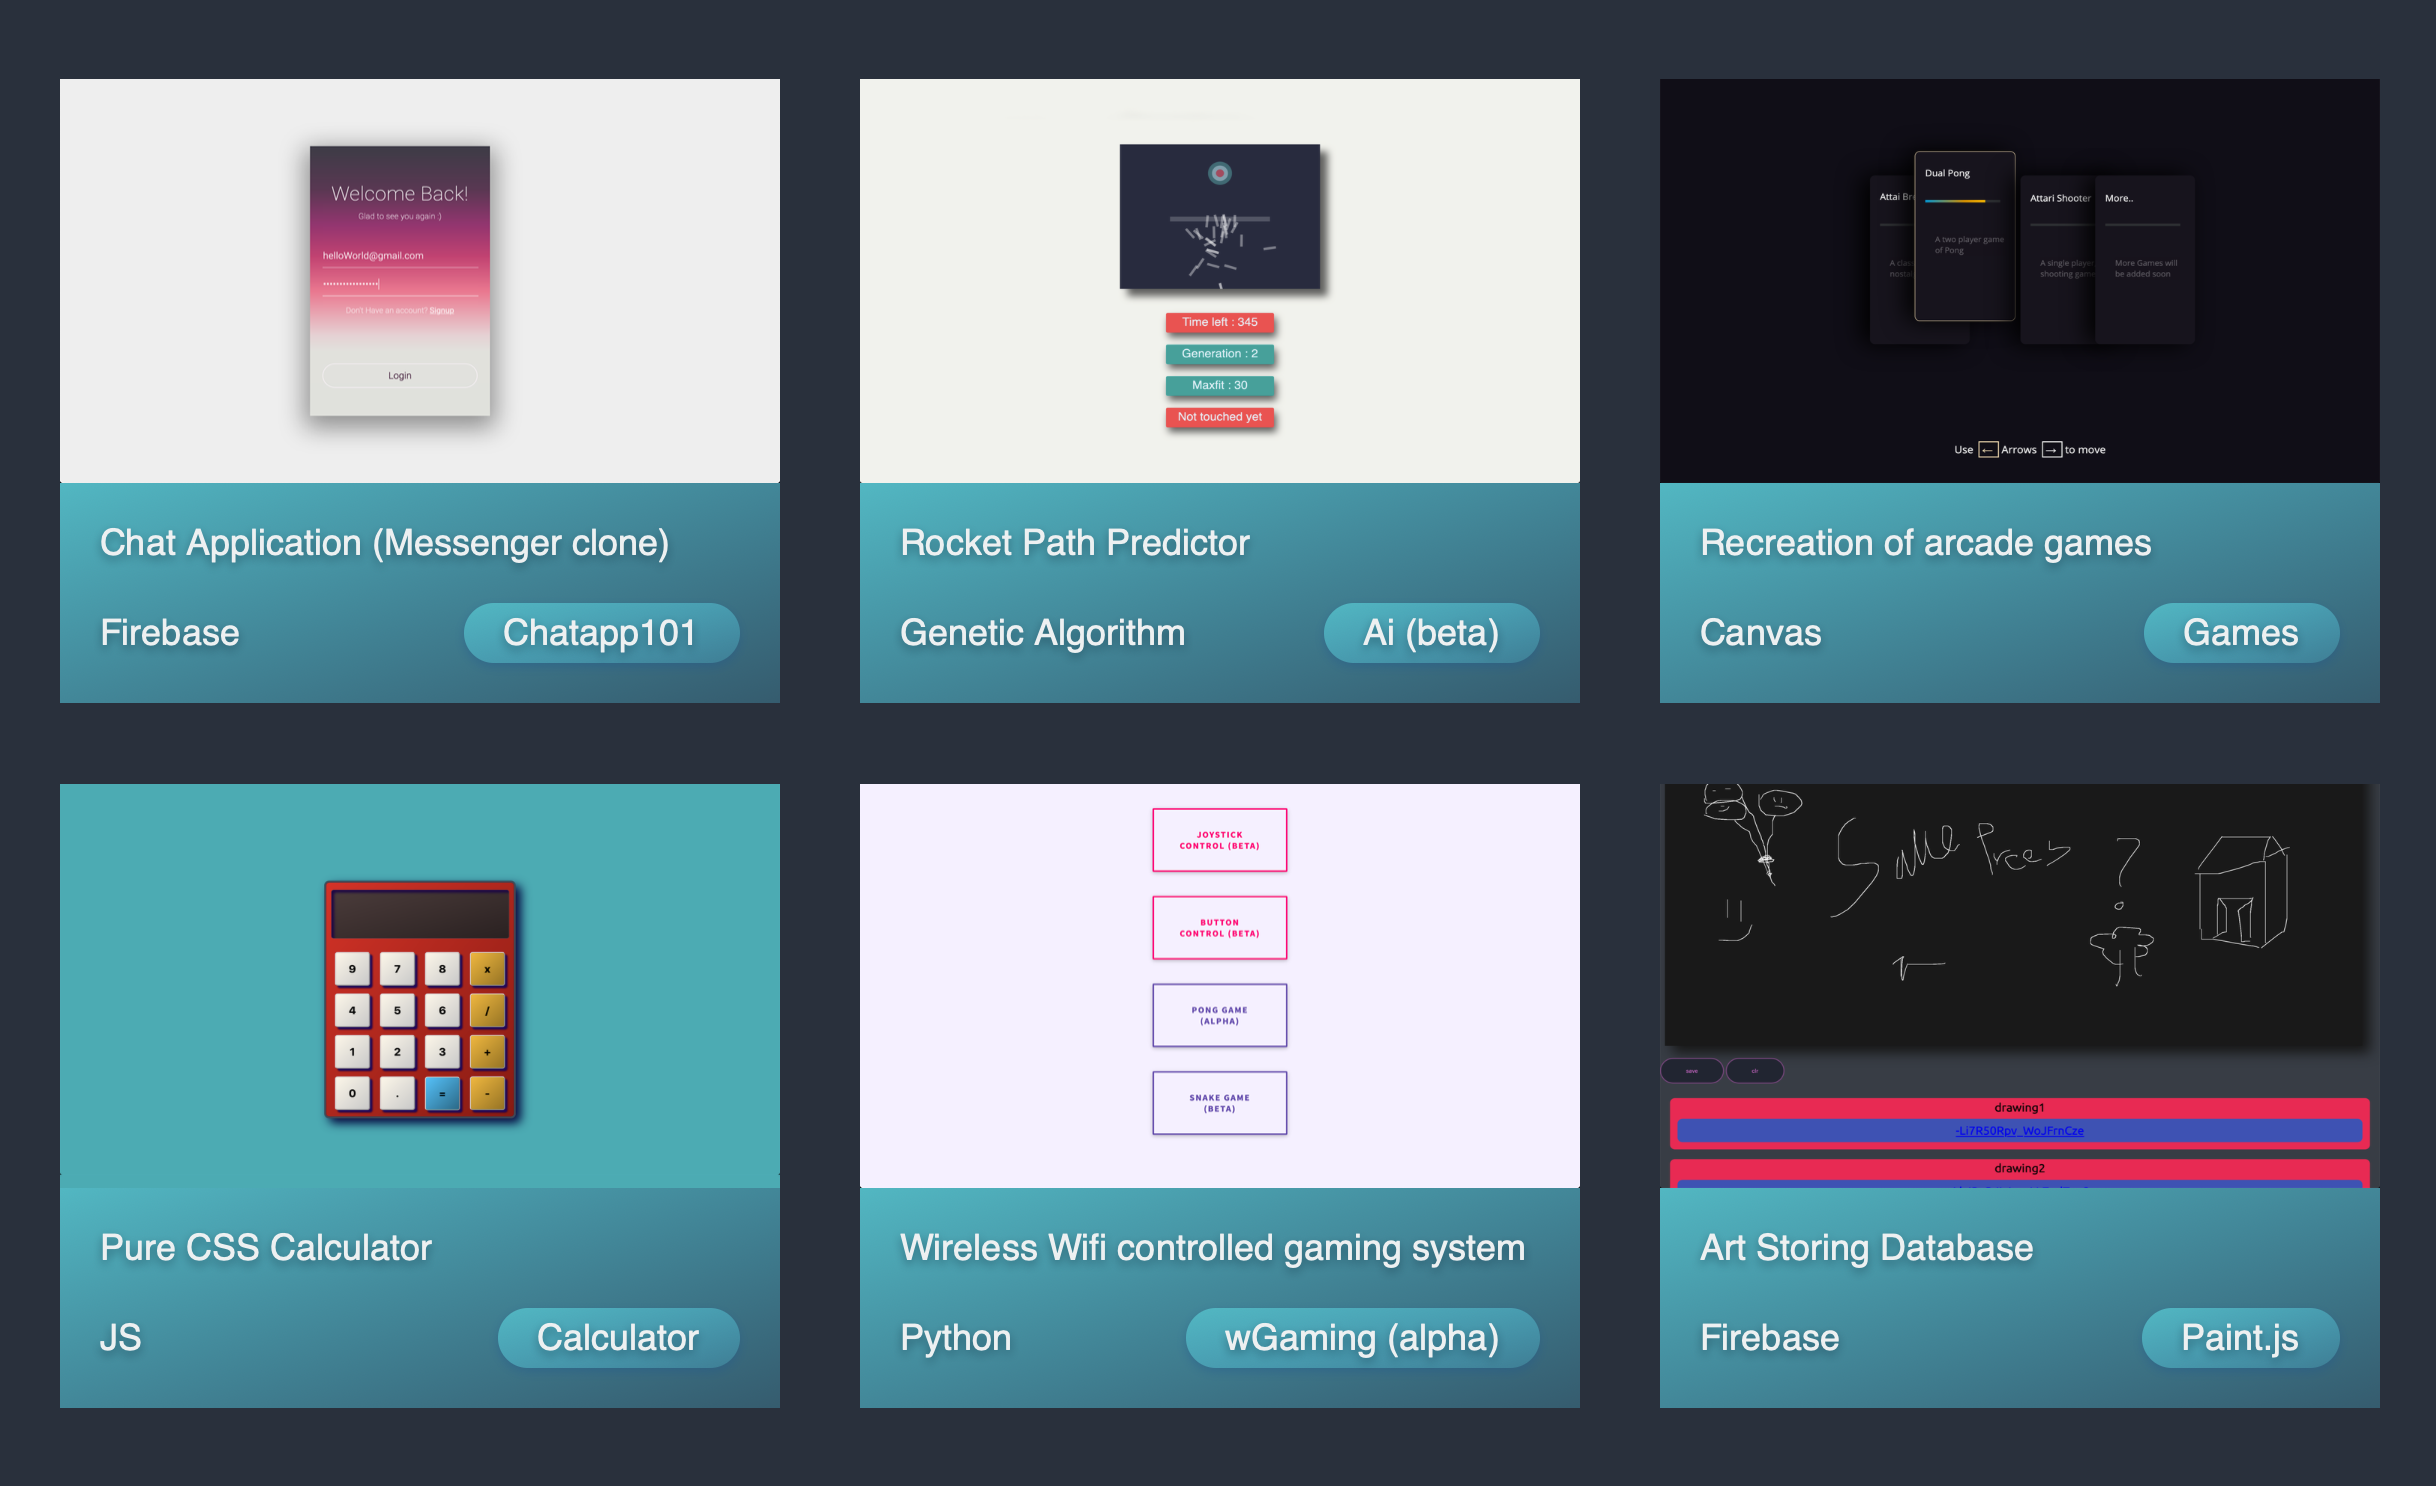 Welcome Back!
Glad to see you again :)
helloWorld@gmail.com
Don't Have an account? Signup
Login
Chat Application (Messenger clone)
Firebase
Chatapp101
Time left : 345
Generation : 2
Maxfit : 30
Not touched yet
Rocket Path Predictor
Genetic Algorithm
Ai (beta)
Attai
Dual Pong
A two player game
of Pong
Attari Shooter
A single player
shooting game
More..
More Games will
be added soon
Use ← Arrows → to move
Recreation of arcade games
Canvas
Games
9 7 8 x
4 5 6 /
1 2 3 +
0 . = -
Pure CSS Calculator
JS
Calculator
JOYSTICK
CONTROL (BETA)
BUTTON
CONTROL (BETA)
PONG GAME
(ALPHA)
SNAKE GAME
(BETA)
Wireless Wifi controlled gaming system
Python
wGaming (alpha)
?
save
clr
drawing1
-Li7R50Rpv_WoJFrnCze
drawing2
Art Storing Database
Firebase
Paint.js